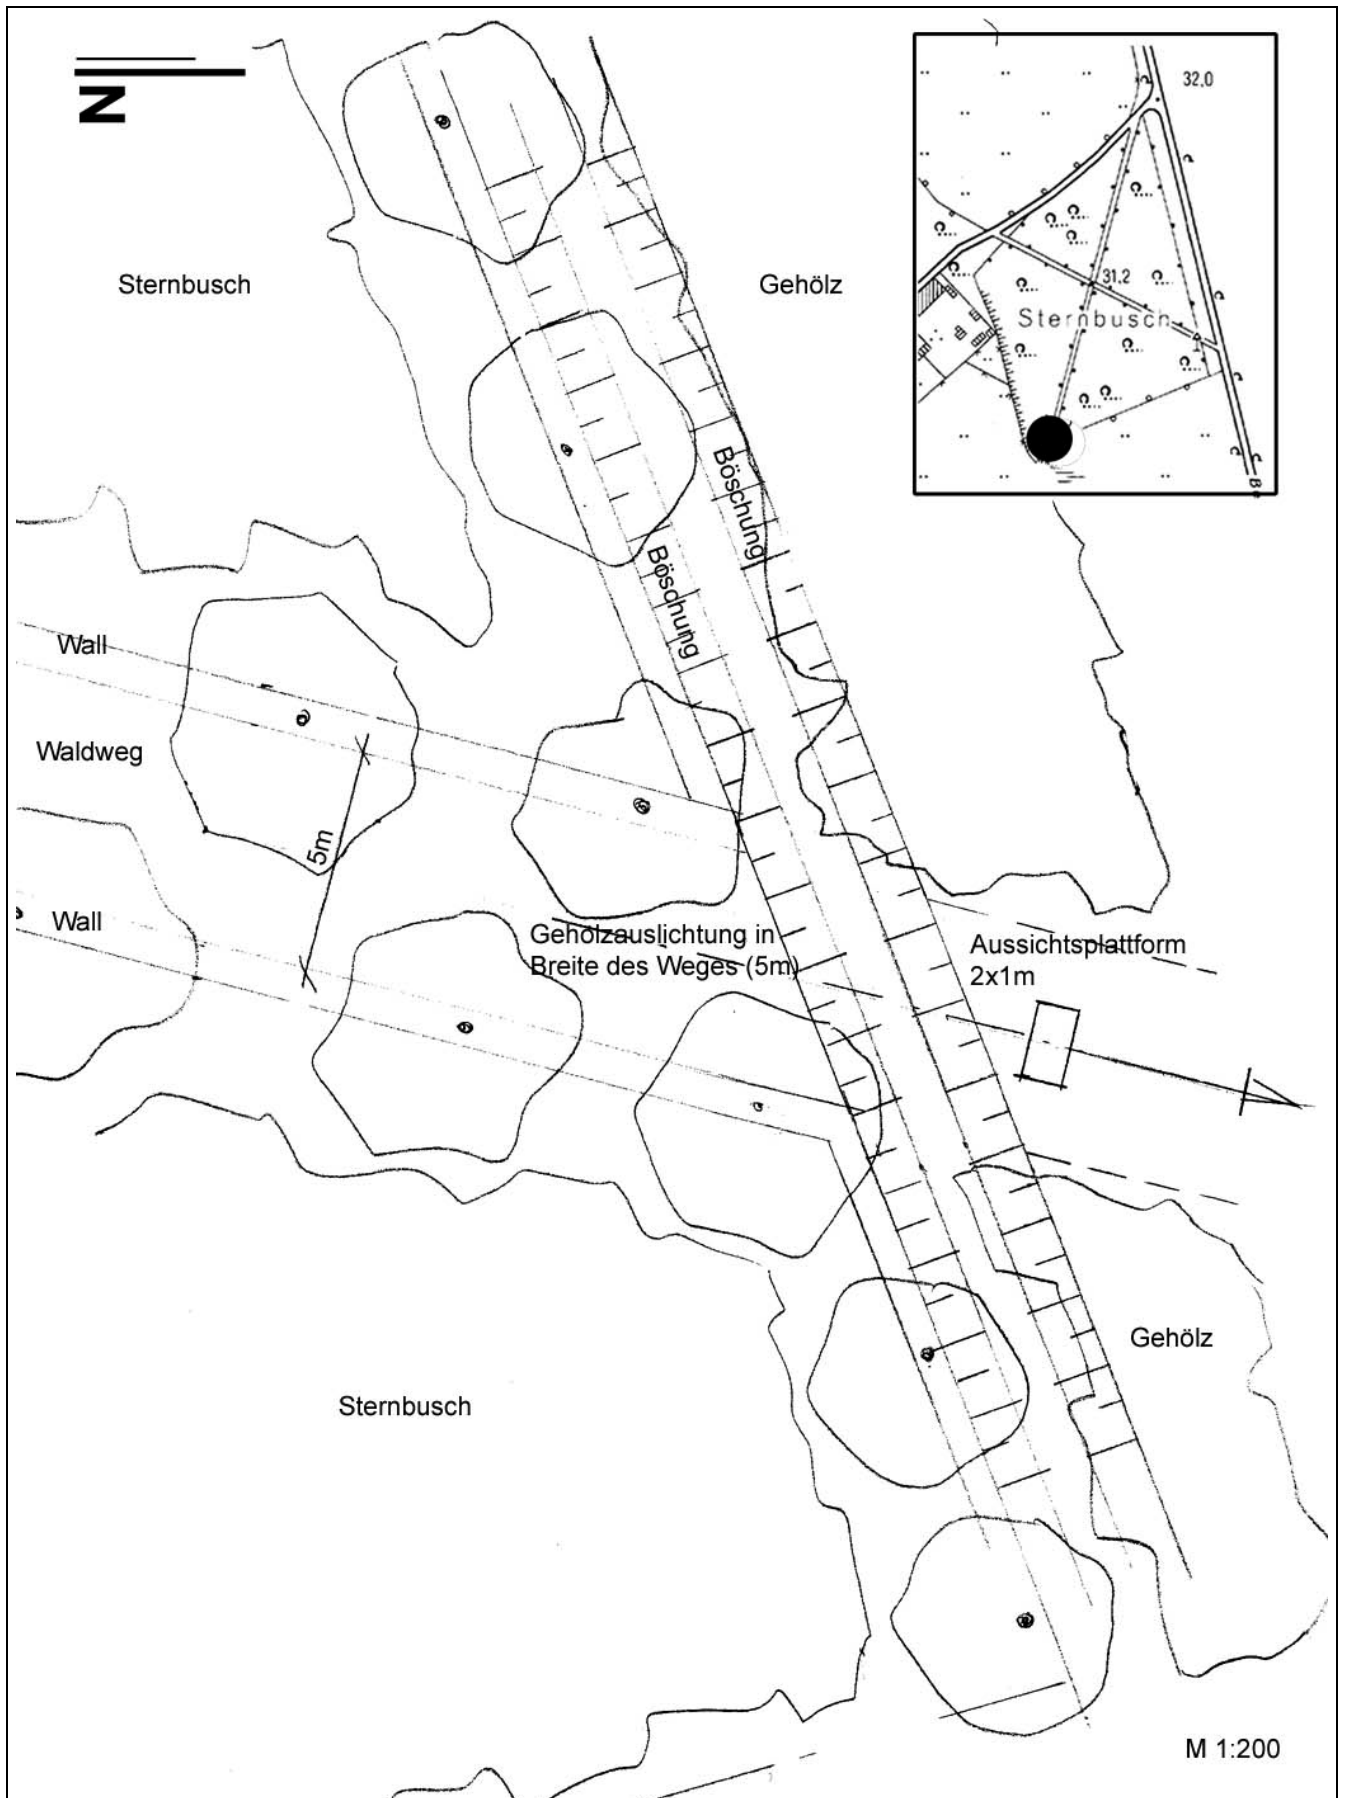 N
32,0
31,2
Sternbusch
Sternbusch
Gehölz
Böschung
Böschung
Wall
Waldweg
5m
Wall
Gehölzauslichtung in
Breite des Weges (5m)
Aussichtsplattform
2x1m
Gehölz
Sternbusch
M 1:200